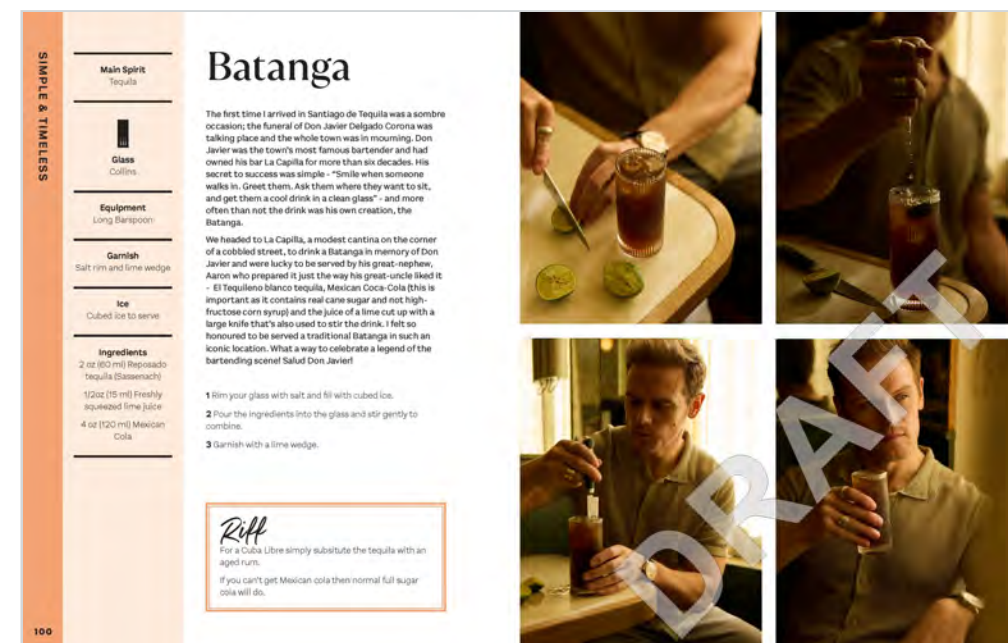 SIMPLE & TIMELESS
Main Spirit
Tequila
Glass
Collins
Equipment
Long Barspoon
Garnish
Salt rim and lime wedge
Ice
Cubed ice to serve
Ingredients
2 oz (60 ml) Reposado
tequila (Sassenach)
1/2oz (15 ml) Freshly
squeezed lime juice
4 oz (120 ml) Mexican
Cola
100
Batanga
The first time I arrived in Santiago de Tequila was a sombre
occasion; the funeral of Don Javier Delgado Corona was
talking place and the whole town was in mourning. Don
Javier was the town's most famous bartender and had
owned his bar La Capilla for more than six decades. His
secret to success was simple - "Smile when someone
walks in. Greet them. Ask them where they want to sit,
and get them a cool drink in a clean glass" - and more
often than not the drink was his own creation, the
Batanga.
We headed to La Capilla, a modest cantina on the corner
of a cobbled street, to drink a Batanga in memory of Don
Javier and were lucky to be served by his great-nephew,
Aaron who prepared it just the way his great-uncle liked it
- El Tequileno blanco tequila, Mexican Coca-Cola (this is
important as it contains real cane sugar and not high-
fructose corn syrup) and the juice of a lime cut up with a
large knife that's also used to stir the drink. I felt so
honoured to be served a traditional Batanga in such an
iconic location. What a way to celebrate a legend of the
bartending scene! Salud Don Javier!
1 Rim your glass with salt and fill with cubed ice.
2 Pour the ingredients into the glass and stir gently to
combine.
3 Garnish with a lime wedge.
Riff
For a Cuba Libre simply subsitute the tequila with an
aged rum.
If you can't get Mexican cola then normal full sugar
cola will do.
DRAFT